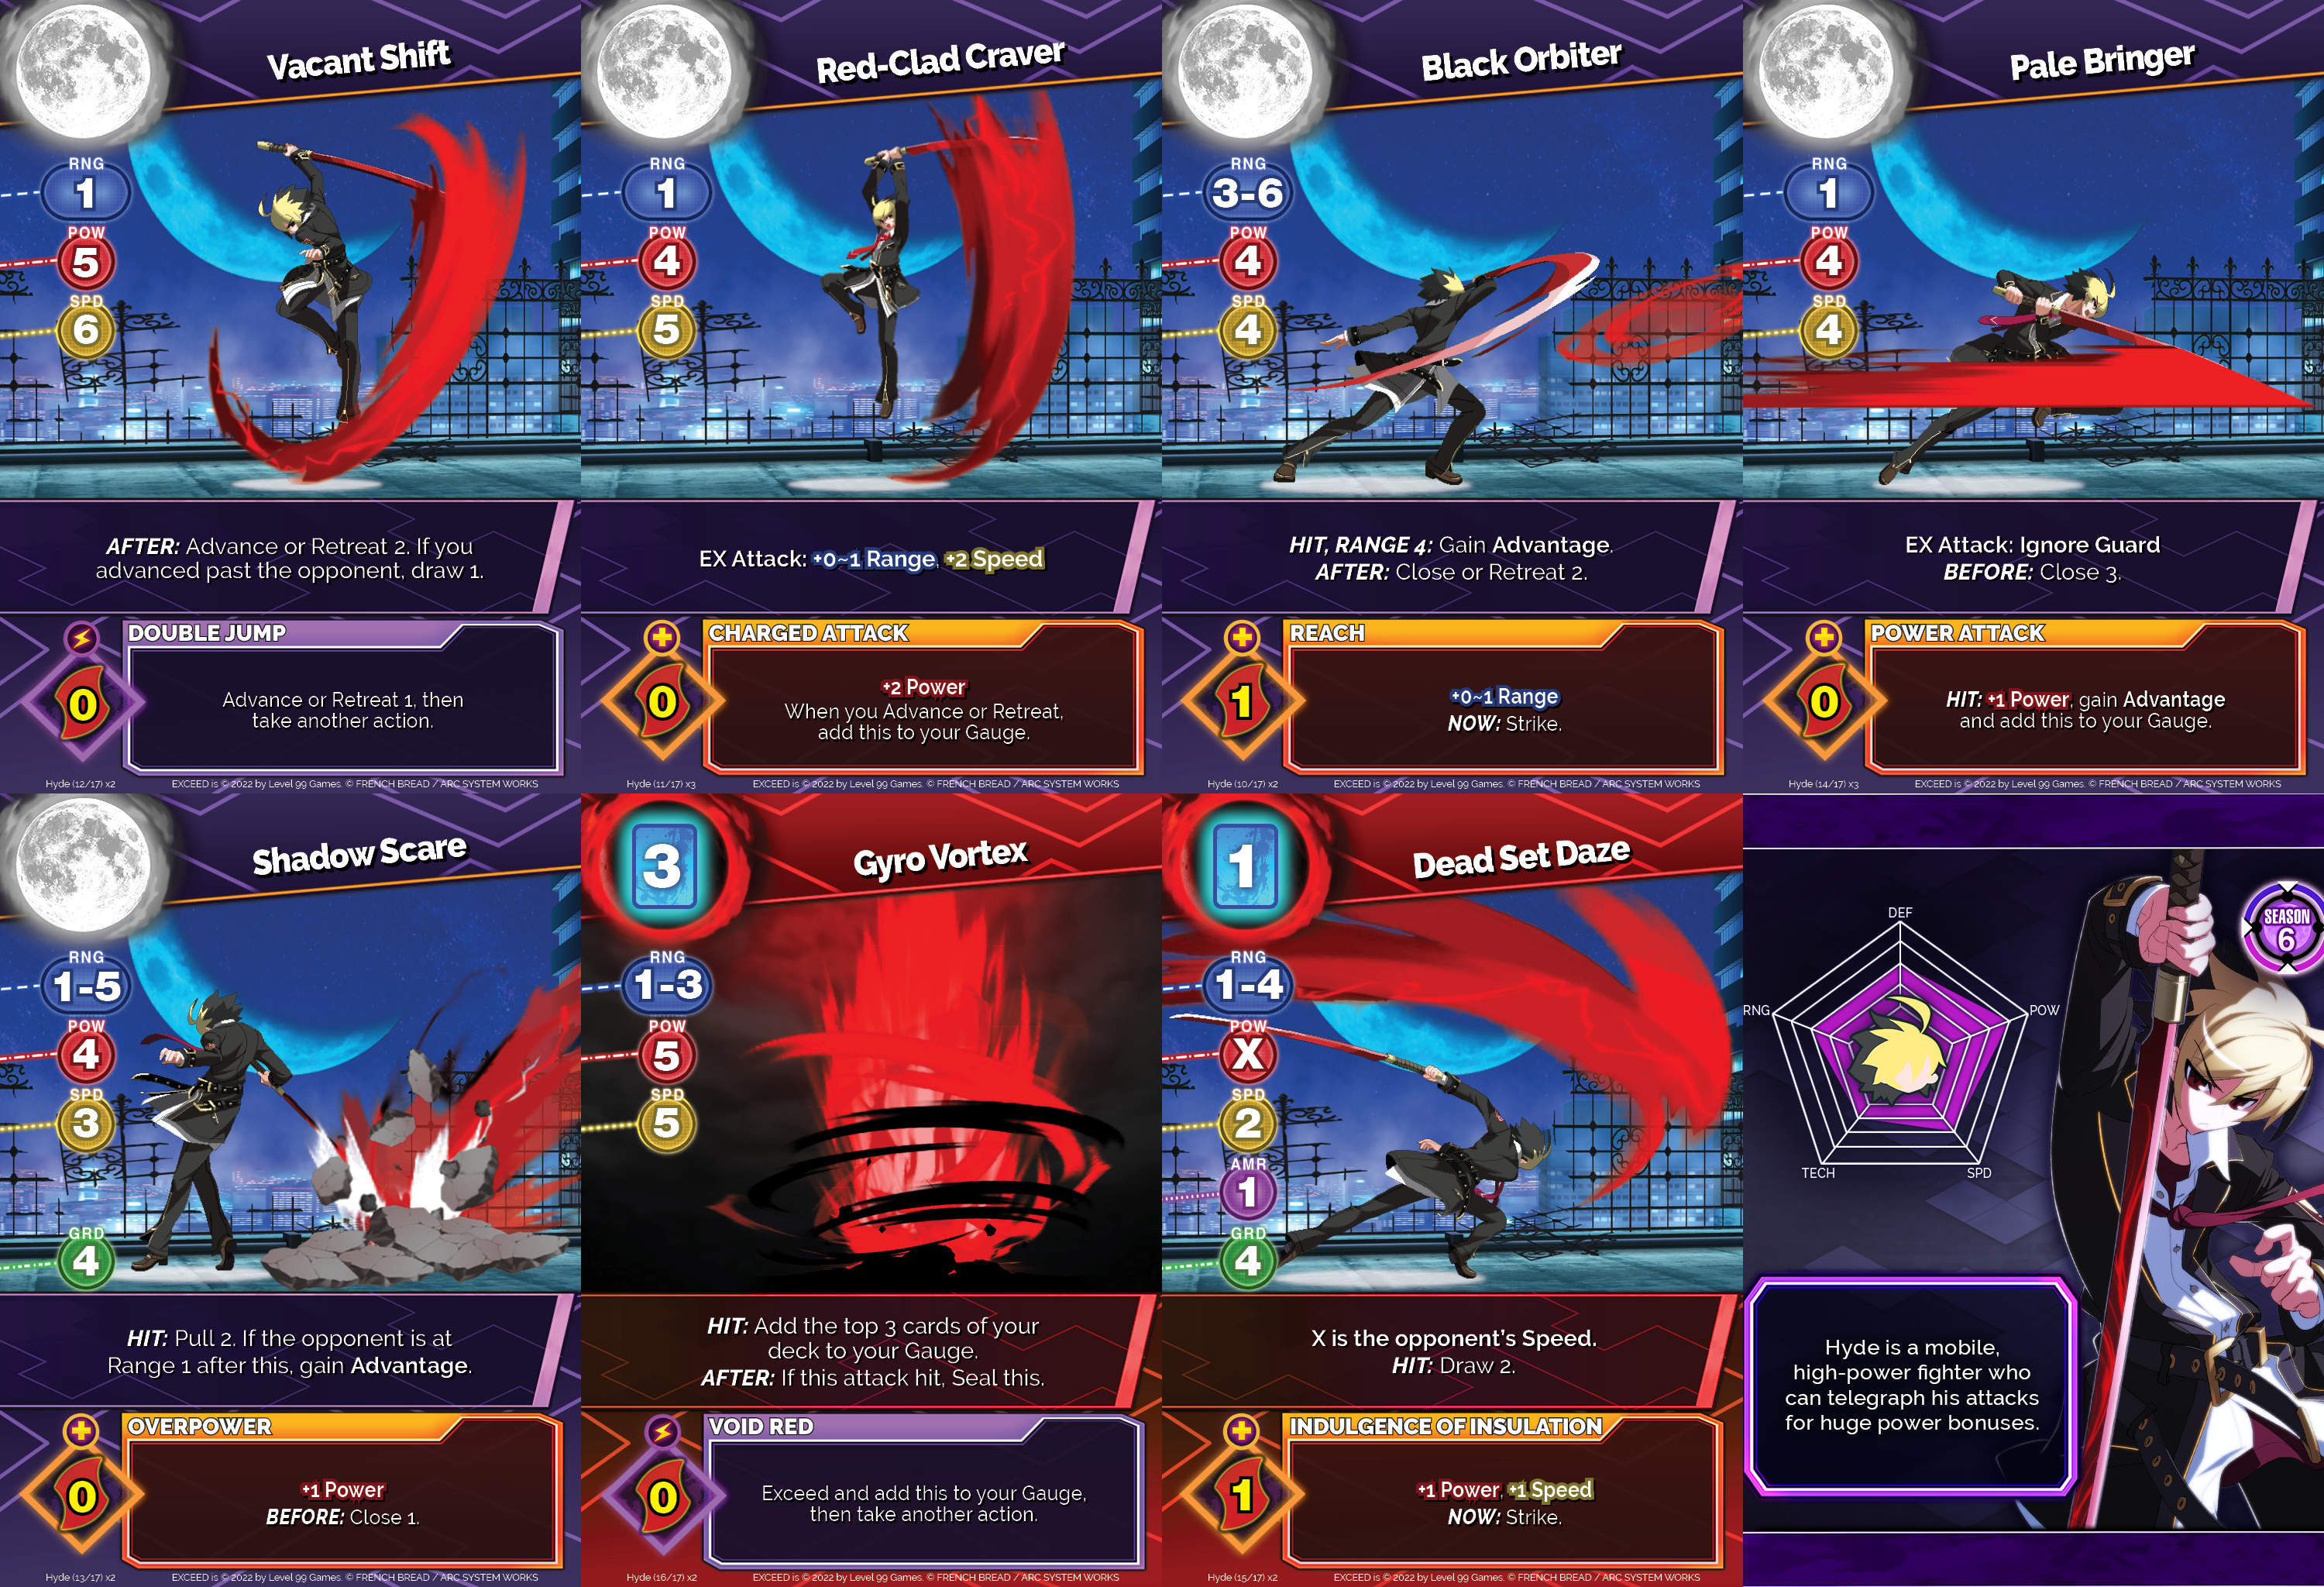 Vacant Shift
RNG
1
POW
5
SPD
6
AFTER: Advance or Retreat 2. If you
advanced past the opponent, draw 1.
DOUBLE JUMP
0
Advance or Retreat 1, then
take another action.
Hyde (12/17) x2
EXCEED is © 2022 by Level 99 Games. © FRENCH BREAD / ARC SYSTEM WORKS
Red-Clad Craver
RNG
1
POW
4
SPD
5
EX Attack: +0~1 Range, +2 Speed
CHARGED ATTACK
0
+2 Power
When you Advance or Retreat,
add this to your Gauge.
Hyde (11/17) x3
EXCEED is © 2022 by Level 99 Games. © FRENCH BREAD / ARC SYSTEM WORKS
Black Orbiter
RNG
3-6
POW
4
SPD
4
HIT, RANGE 4: Gain Advantage.
AFTER: Close or Retreat 2.
REACH
1
+0~1 Range
NOW: Strike.
Hyde (10/17) x2
EXCEED is © 2022 by Level 99 Games. © FRENCH BREAD / ARC SYSTEM WORKS
Pale Bringer
RNG
1
POW
4
SPD
4
EX Attack: Ignore Guard
BEFORE: Close 3.
POWER ATTACK
0
HIT: +1 Power, gain Advantage
and add this to your Gauge.
Hyde (14/17) x3
EXCEED is © 2022 by Level 99 Games. © FRENCH BREAD / ARC SYSTEM WORKS
Shadow Scare
RNG
1-5
POW
4
SPD
3
GRD
4
HIT: Pull 2. If the opponent is at
Range 1 after this, gain Advantage.
OVERPOWER
0
+1 Power
BEFORE: Close 1.
Hyde (13/17) x2
EXCEED is © 2022 by Level 99 Games. © FRENCH BREAD / ARC SYSTEM WORKS
3
Gyro Vortex
RNG
1-3
POW
5
SPD
5
HIT: Add the top 3 cards of your
deck to your Gauge.
AFTER: If this attack hit, Seal this.
VOID RED
0
Exceed and add this to your Gauge,
then take another action.
Hyde (16/17) x2
EXCEED is © 2022 by Level 99 Games. © FRENCH BREAD / ARC SYSTEM WORKS
1
Dead Set Daze
RNG
1-4
POW
X
SPD
2
AMR
1
GRD
4
X is the opponent's Speed.
HIT: Draw 2.
INDULGENCE OF INSULATION
1
+1 Power, +1 Speed
NOW: Strike.
Hyde (15/17) x2
EXCEED is © 2022 by Level 99 Games. © FRENCH BREAD / ARC SYSTEM WORKS
SEASON
6
DEF
RNG
POW
TECH
SPD
Hyde is a mobile,
high-power fighter who
can telegraph his attacks
for huge power bonuses.